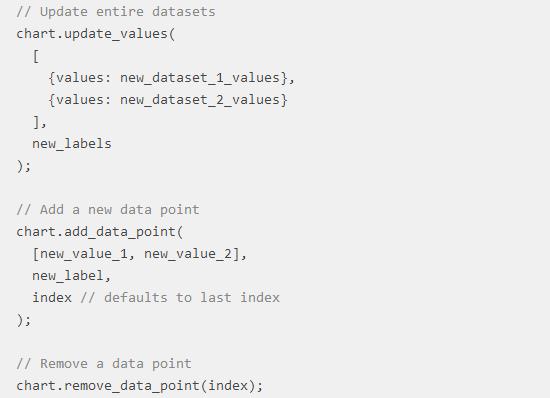 // Update entire datasets
chart.update_values(
  [
    {values: new_dataset_1_values},
    {values: new_dataset_2_values}
  ],
  new_labels
);

// Add a new data point
chart.add_data_point(
  [new_value_1, new_value_2],
  new_label,
  index // defaults to last index
);

// Remove a data point
chart.remove_data_point(index);